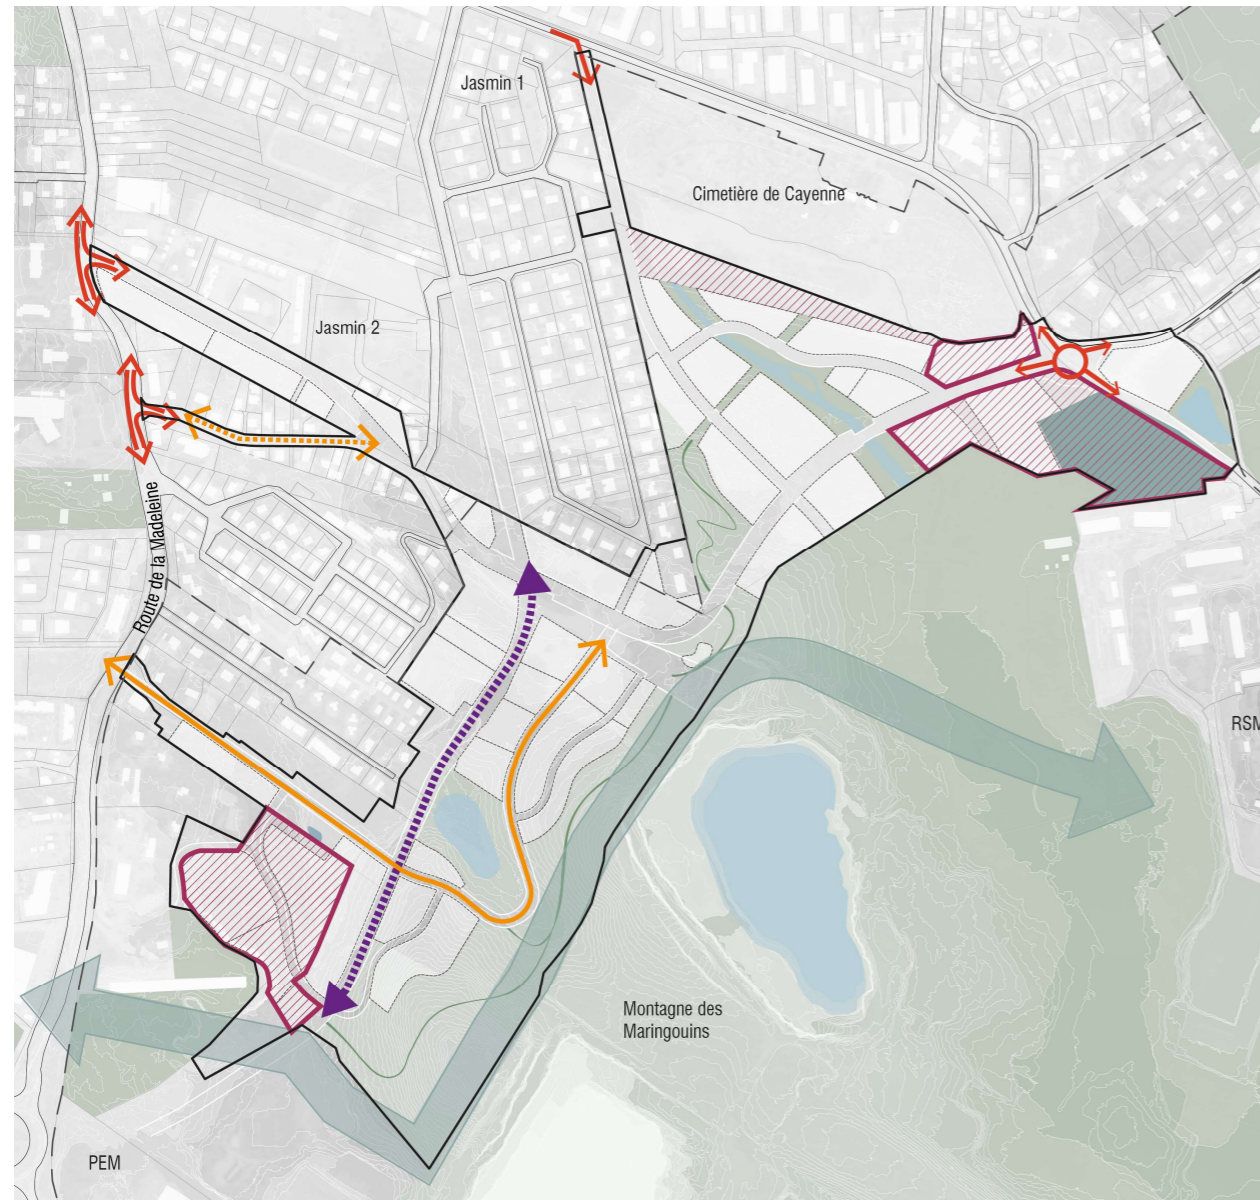 Jasmin 1
Cimetière de Cayenne
Jasmin 2
Route de la Madeleine
RSM
Montagne des
Maringouins
PEM